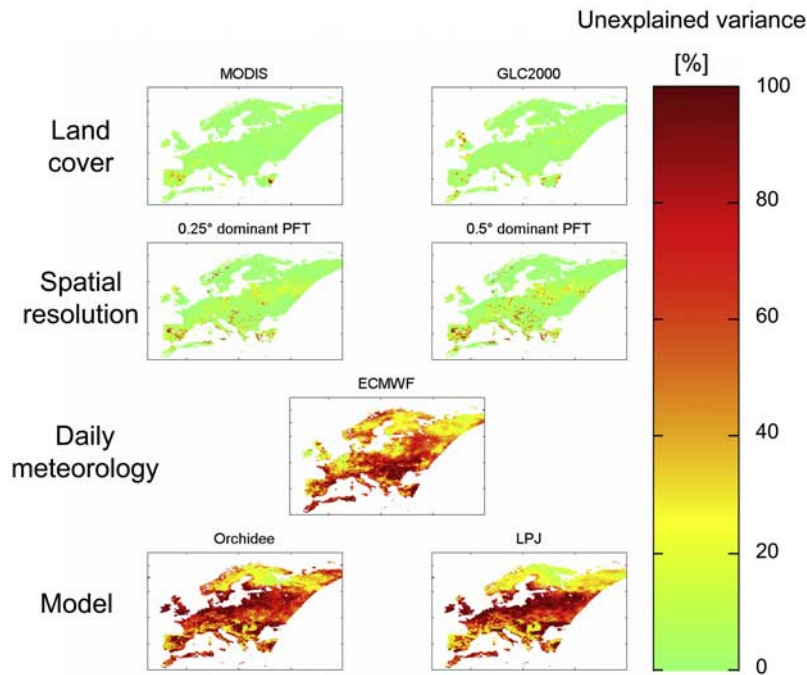 Unexplained variance
[%]
MODIS
GLC2000
Land
cover
0.25° dominant PFT
0.5° dominant PFT
Spatial
resolution
ECMWF
Daily
meteorology
Orchidee
LPJ
Model
100
80
60
40
20
0